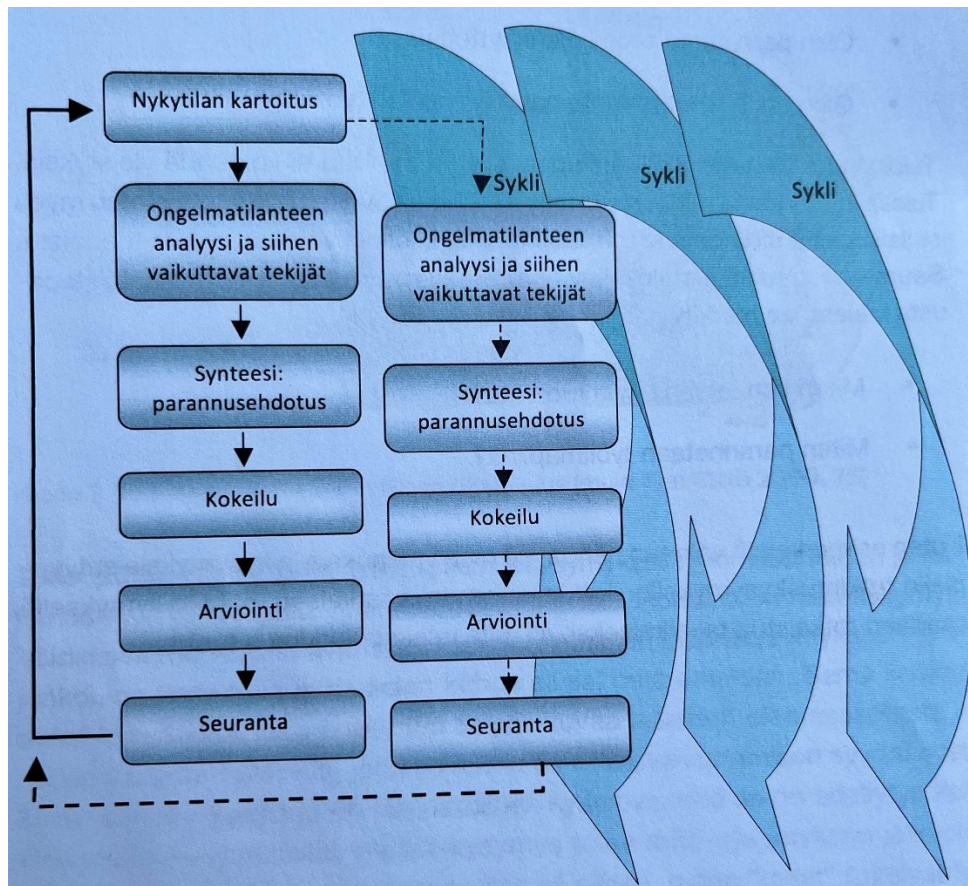 Nykytilan kartoitus
Ongelmatilanteen
analyysi ja siihen
vaikuttavat tekijät
Synteesi:
parannusehdotus
Kokeilu
Arviointi
Seuranta
Ongelmatilanteen
analyysi ja siihen
vaikuttavat tekijät
Synteesi:
parannusehdotus
Kokeilu
Arviointi
Seuranta
Sykli
Sykli
Sykli